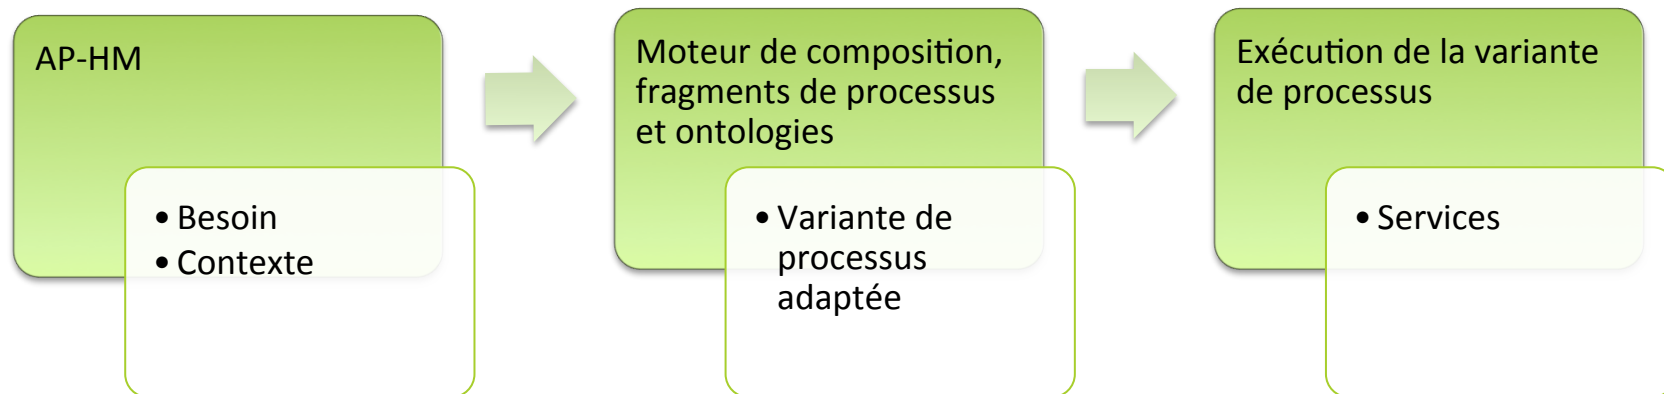 AP-HM
• Besoin
• Contexte
Moteur de composition,
fragments de processus
et ontologies
• Variante de
processus
adaptée
Exécution de la variante
de processus
• Services